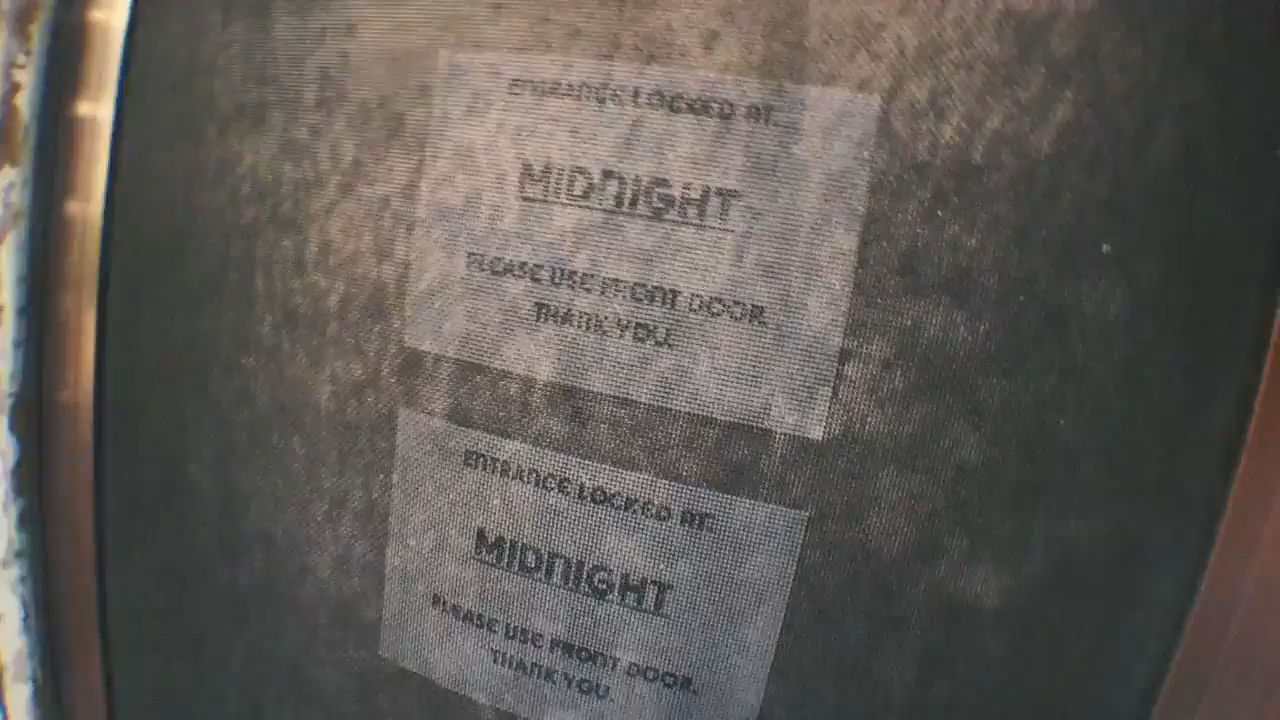 ENTRANCE LOCKED AT...
MIDNIGHT
PLEASE USE FRONT DOOR.
THANK YOU.
ENTRANCE LOCKED AT...
MIDNIGHT
PLEASE USE FRONT DOOR.
THANK YOU.